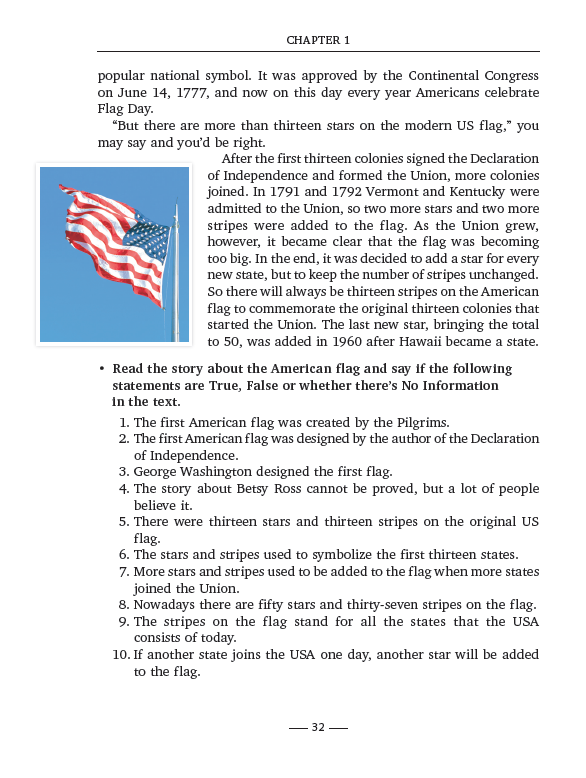 CHAPTER 1
popular national symbol. It was approved by the Continental Congress
on June 14, 1777, and now on this day every year Americans celebrate
Flag Day.
“But there are more than thirteen stars on the modern US flag,” you
may say and you’d be right.
After the first thirteen colonies signed the Declaration
of Independence and formed the Union, more colonies
joined. In 1791 and 1792 Vermont and Kentucky were
admitted to the Union, so two more stars and two more
stripes were added to the flag. As the Union grew,
however, it became clear that the flag was becoming
too big. In the end, it was decided to add a star for every
new state, but to keep the number of stripes unchanged.
So there will always be thirteen stripes on the American
flag to commemorate the original thirteen colonies that
started the Union. The last new star, bringing the total
to 50, was added in 1960 after Hawaii became a state.
• Read the story about the American flag and say if the following
statements are True, False or whether there’s No Information
in the text.
1. The first American flag was created by the Pilgrims.
2. The first American flag was designed by the author of the Declaration
of Independence.
3. George Washington designed the first flag.
4. The story about Betsy Ross cannot be proved, but a lot of people
believe it.
5. There were thirteen stars and thirteen stripes on the original US
flag.
6. The stars and stripes used to symbolize the first thirteen states.
7. More stars and stripes used to be added to the flag when more states
joined the Union.
8. Nowadays there are fifty stars and thirty-seven stripes on the flag.
9. The stripes on the flag stand for all the states that the USA
consists of today.
10. If another state joins the USA one day, another star will be added
to the flag.
— 32 —